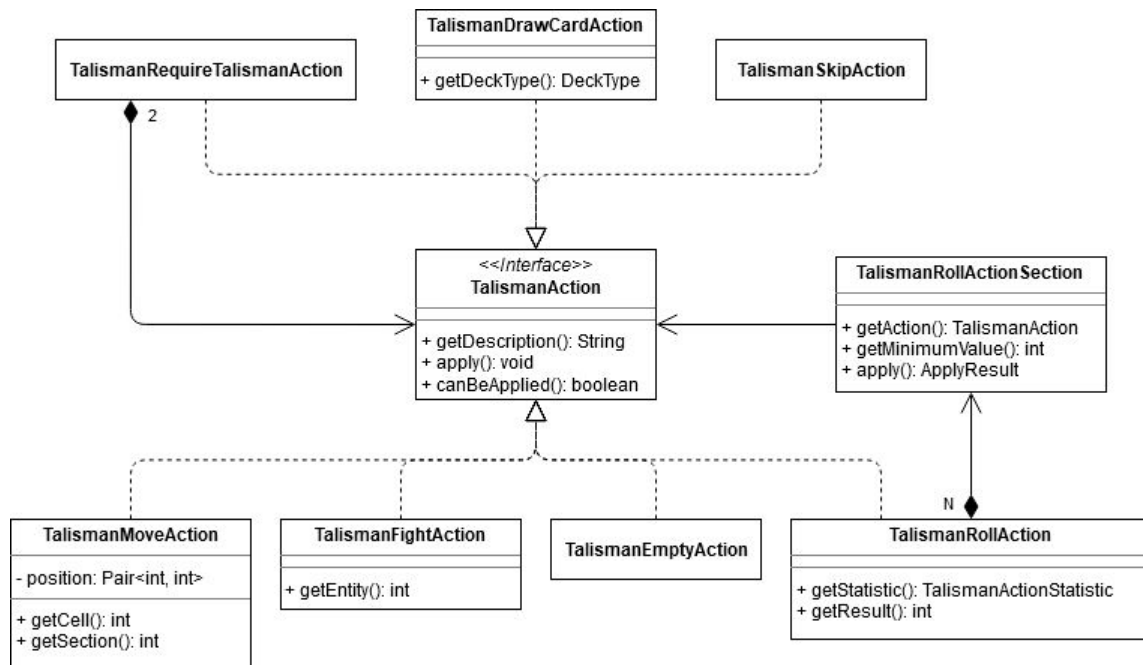 TalismanRequireTalismanAction
2
TalismanDrawCardAction
+ getDeckType(): DeckType
TalismanSkipAction
<<Interface>>
TalismanAction
+ getDescription(): String
+ apply(): void
+ canBeApplied(): boolean
TalismanRollActionSection
+ getAction(): TalismanAction
+ getMinimumValue(): int
+ apply(): ApplyResult
N
TalismanMoveAction
- position: Pair<int, int>
+ getCell(): int
+ getSection(): int
TalismanFightAction
+ getEntity(): int
TalismanEmptyAction
TalismanRollAction
+ getStatistic(): TalismanActionStatistic
+ getResult(): int